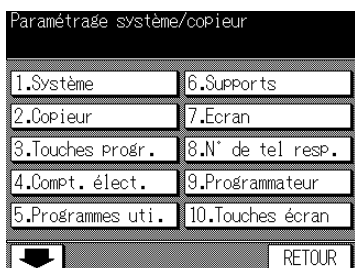 Paramétrage système/copieur
1.Système
6.Supports
2.Copieur
7.Ecran
3.Touches progr.
8.N° de tel resp.
4.Compt. élect.
9.Programmateur
5.Programmes uti.
10.Touches écran
RETOUR